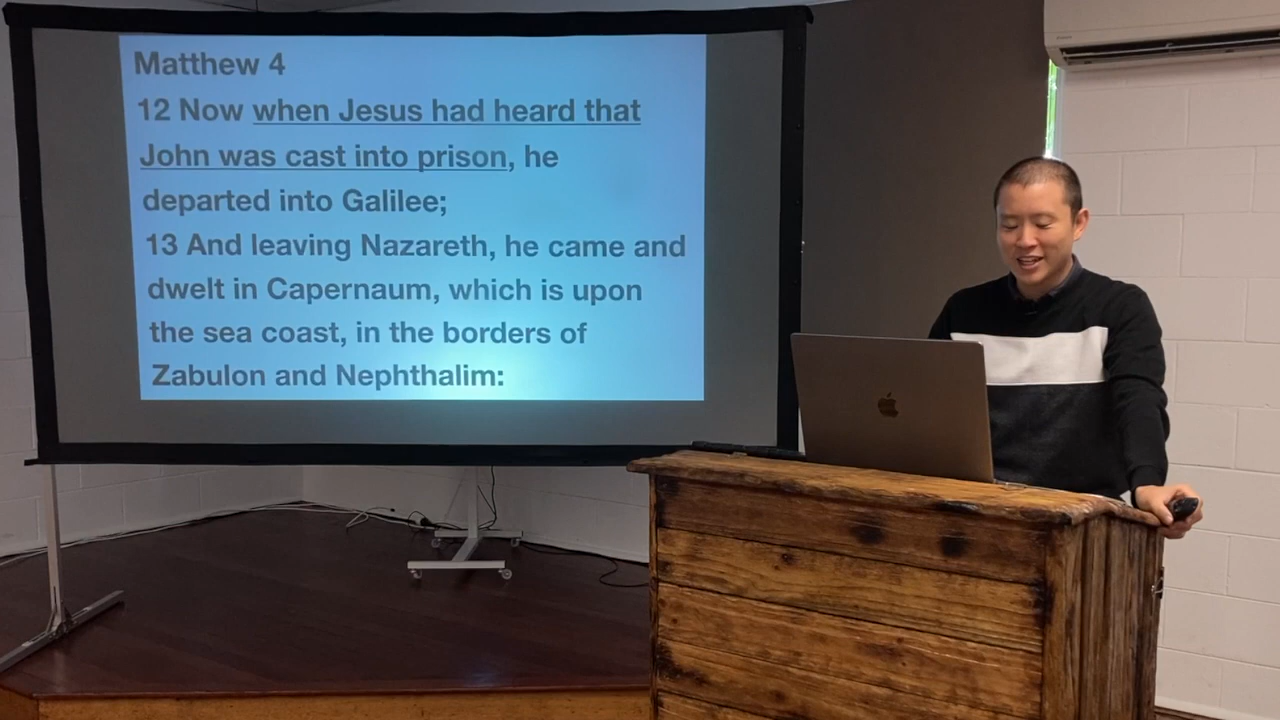 Matthew 4
12 Now when Jesus had heard that
John was cast into prison, he
departed into Galilee;
13 And leaving Nazareth, he came and
dwelt in Capernaum, which is upon
the sea coast, in the borders of
Zabulon and Nephthalim: